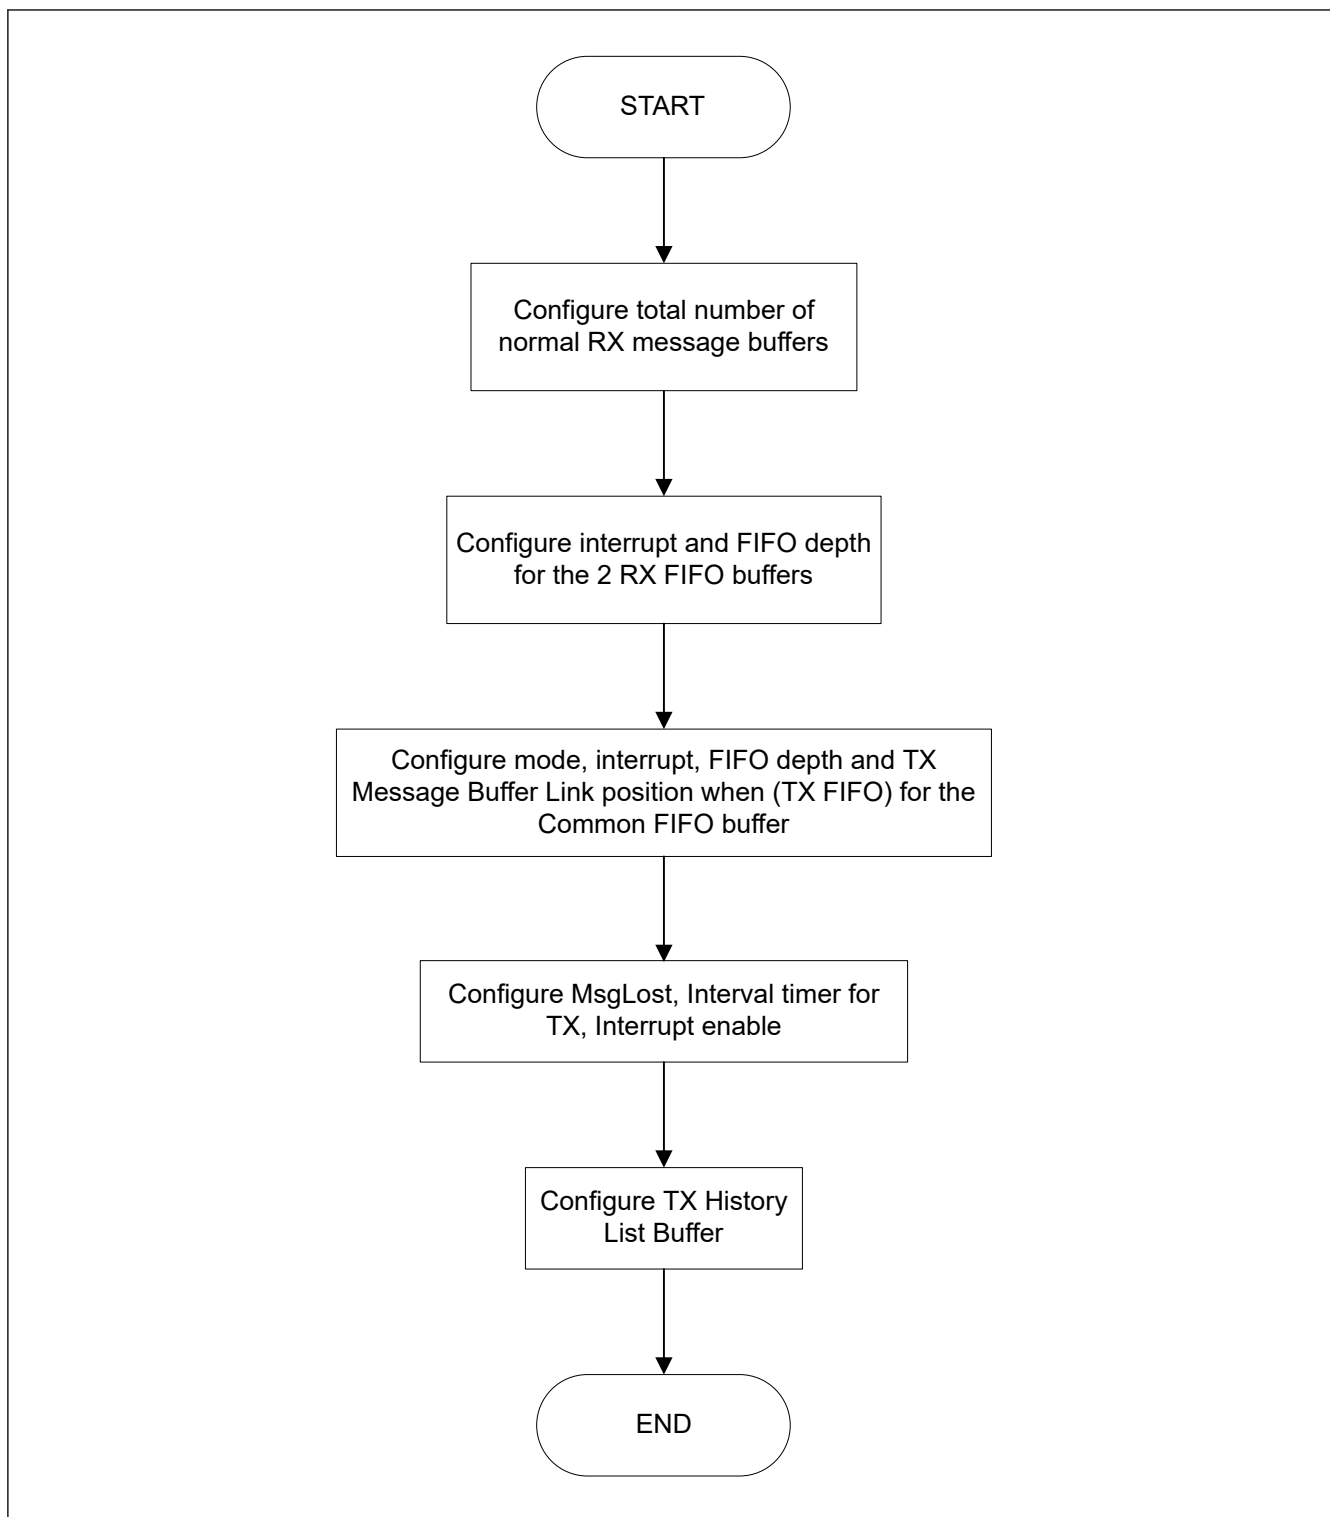 START
Configure total number of
normal RX message buffers
Configure interrupt and FIFO depth
for the 2 RX FIFO buffers
Configure mode, interrupt, FIFO depth and TX
Message Buffer Link position when (TX FIFO) for the
Common FIFO buffer
Configure MsgLost, Interval timer for
TX, Interrupt enable
Configure TX History
List Buffer
END